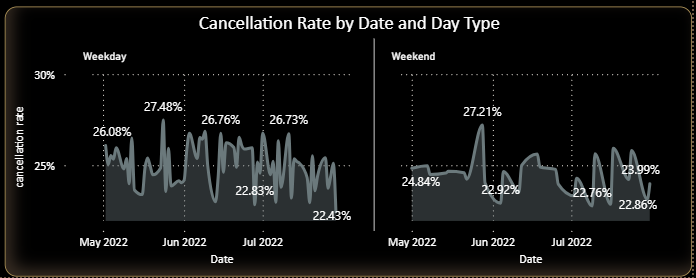 Cancellation Rate by Date and Day Type
Weekday
Weekend
30%
25%
cancellation rate
26.08%
27.48%
26.76%
26.73%
22.83%
22.43%
May 2022
Jun 2022
Jul 2022
Date
24.84%
27.21%
22.92%
22.76%
23.99%
22.86%
May 2022
Jun 2022
Jul 2022
Date